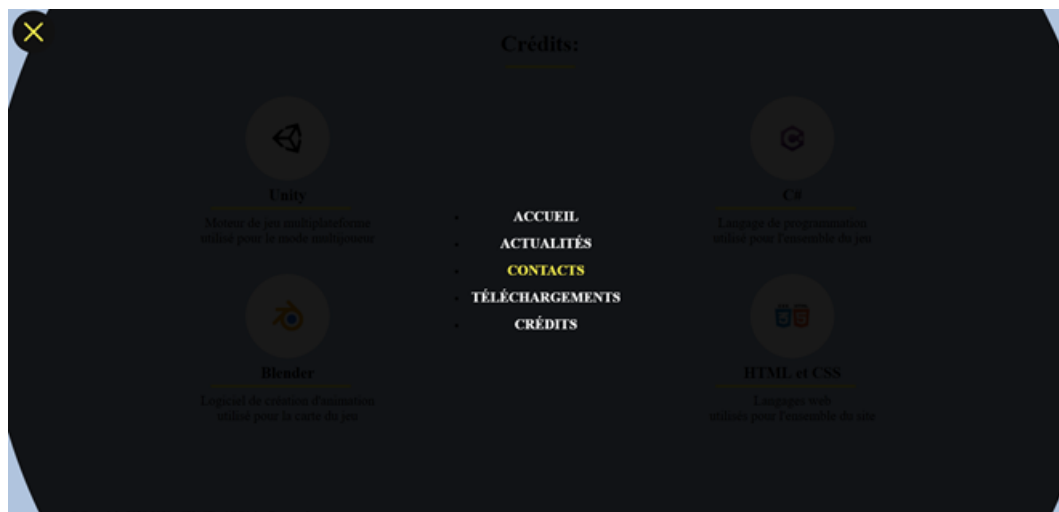 Crédits:
Unity
Moteur de jeu multiplateforme
utilisé pour le mode multijoueur
C#
Langage de programmation
utilisé pour l'ensemble du jeu
ACCUEIL
ACTUALITÉS
CONTACTS
TÉLÉCHARGEMENTS
CRÉDITS
Blender
Logiciel de création d'animation
utilisé pour la carte du jeu
HTML et CSS
Langages web
utilisés pour l'ensemble du site